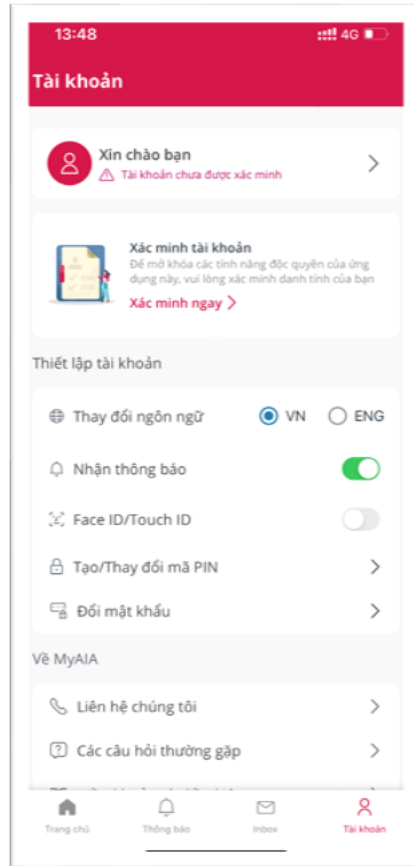 13:48 4G
Tài khoản
Xin chào bạn
Tài khoản chưa được xác minh
Xác minh tài khoản
Để mở khóa các tính năng độc quyền của ứng
dụng này, vui lòng xác minh danh tính của bạn
Xác minh ngay
Thiết lập tài khoản
Thay đổi ngôn ngữ VN ENG
Nhận thông báo
Face ID/Touch ID
Tạo/Thay đổi mã PIN
Đổi mật khẩu
Về MyAIA
Liên hệ chúng tôi
Các câu hỏi thường gặp
Trang chủ Thông báo Inbox Tài khoản